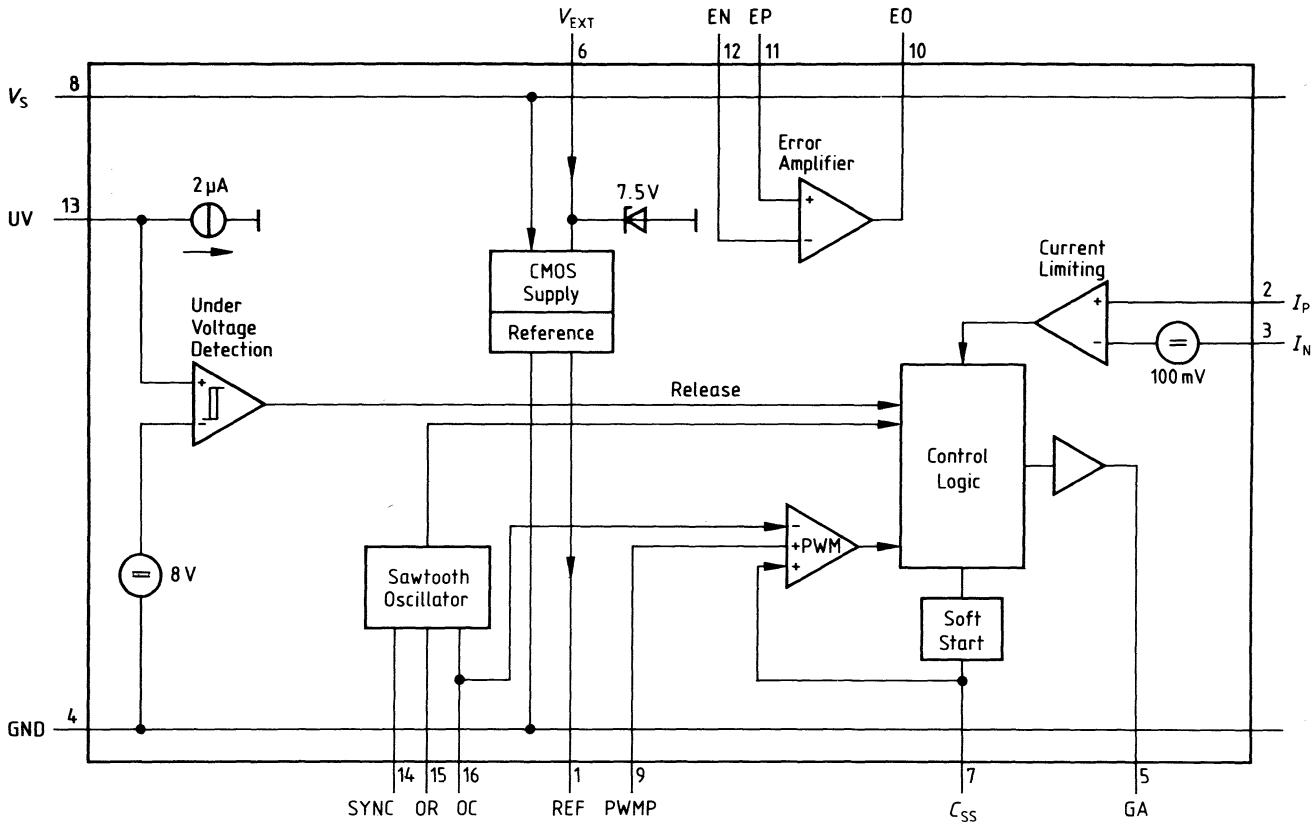 V_EXT
EN EP
EO
6
12
11
10
V_S
8
Error
Amplifier
2 µA
7.5 V
UV
13
+
-
Current
Limiting
CMOS
Supply
Reference
+
-
2
I_P
3
I_N
100 mV
Under
Voltage
Detection
+
-
Release
Control
Logic
-
+PWM
+
8 V
Sawtooth
Oscillator
Soft
Start
GND
4
14
15
16
1
9
7
5
SYNC OR OC
REF PWMP
C_SS
GA